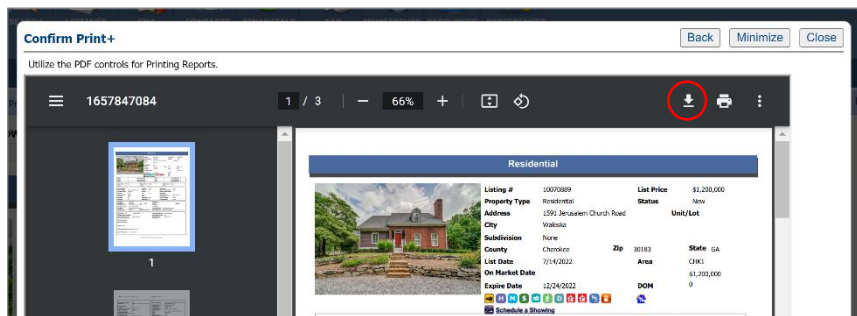 Confirm Print+ Back Minimize Close
Utilize the PDF controls for Printing Reports.
1657847084 1 / 3 66%
Residential
Listing # 10070889 List Price $1,200,000
Property Type Residential Status New
Address 1591 Jerusalem Church Road Unit/Lot
City Waleska
Subdivision None
County Cherokee Zip 30183 State GA
List Date 7/14/2022 Area CHK1
On Market Date $1,200,000
Expire Date 12/24/2022 DOM 0
Schedule a Showing
1